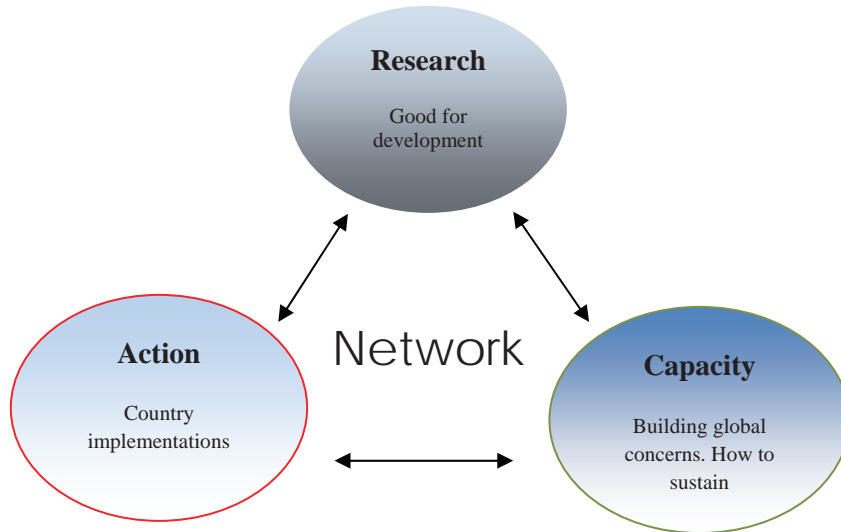 Research
Good for
development
Network
Action
Country
implementations
Capacity
Building global
concerns. How to
sustain